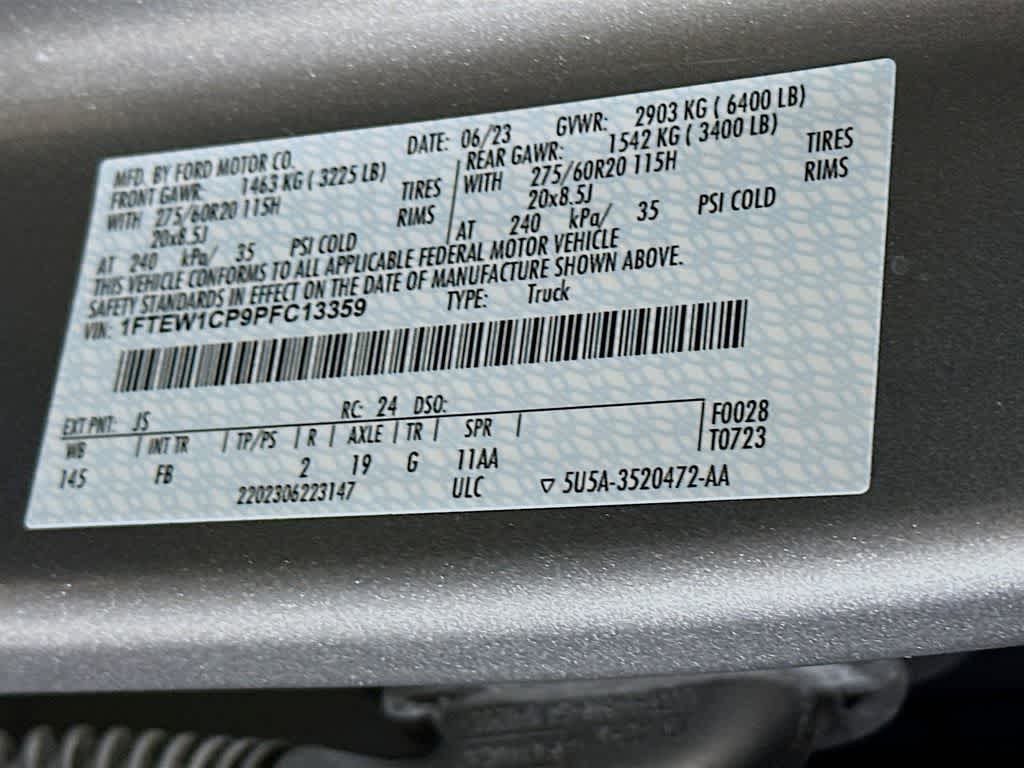 MFD. BY FORD MOTOR CO. DATE: 06/23 GVWR: 2903 KG ( 6400 LB)
FRONT GAWR: 1463 KG ( 3225 LB) REAR GAWR: 1542 KG ( 3400 LB)
WITH 275/60R20 115H TIRES WITH 275/60R20 115H TIRES
20x8.5J RIMS 20x8.5J RIMS
AT 240 kPa/ 35 PSI COLD AT 240 kPa/ 35 PSI COLD
THIS VEHICLE CONFORMS TO ALL APPLICABLE FEDERAL MOTOR VEHICLE
SAFETY STANDARDS IN EFFECT ON THE DATE OF MANUFACTURE SHOWN ABOVE.
VIN: 1FTEW1CP9PFC13359 TYPE: Truck
EXT PNT: JS RC: 24 DSO: F0028
WB INT TR TP/PS R AXLE TR SPR T0723
145 FB 2 19 G 11AA
2202306223147 ULC ▽ 5U5A-3520472-AA